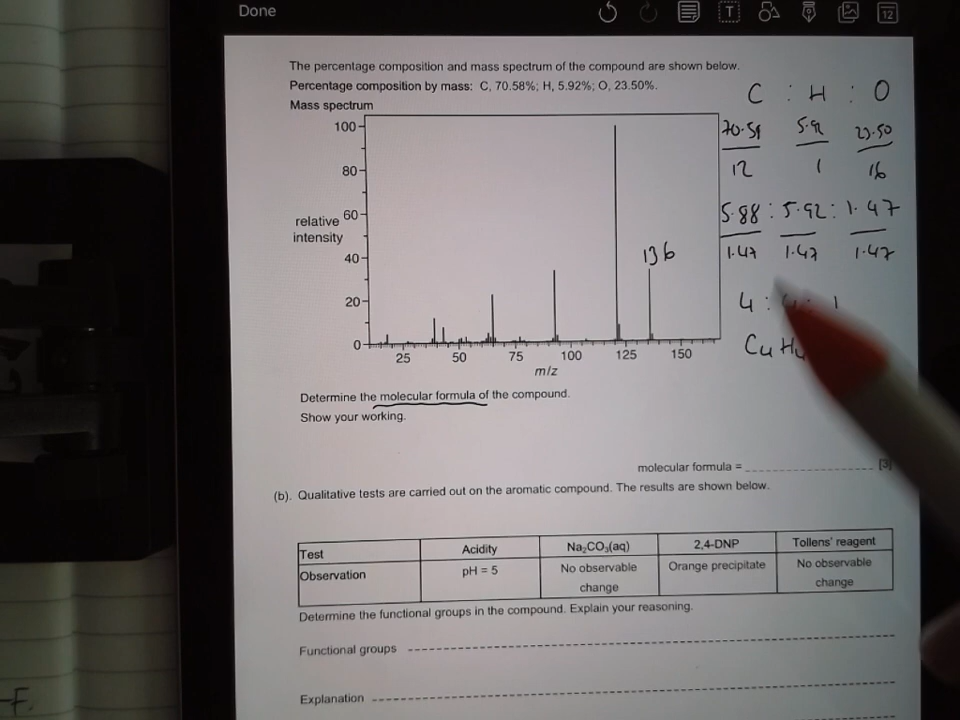 Done
12
The percentage composition and mass spectrum of the compound are shown below.
Percentage composition by mass: C, 70.58%; H, 5.92%; O, 23.50%.
Mass spectrum
C : H : O
70.58 5.92 23.50
12 1 16
5.88 : 5.92 : 1.47
1.47 1.47 1.47
4 : 4 : 1
C4 H4
100
80
60
40
20
0
relative
intensity
136
25 50 75 100 125 150
m/z
Determine the molecular formula of the compound.
Show your working.
molecular formula = [3]
(b). Qualitative tests are carried out on the aromatic compound. The results are shown below.
Test Acidity Na2CO3(aq) 2,4-DNP Tollens' reagent
Observation pH = 5 No observable change Orange precipitate No observable change
Determine the functional groups in the compound. Explain your reasoning.
Functional groups
Explanation